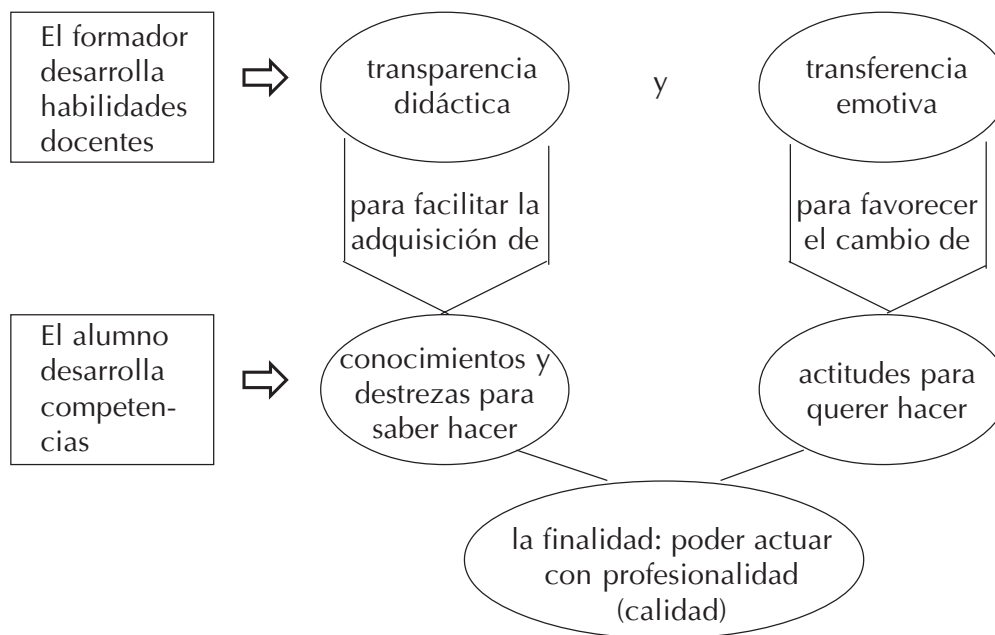 El formador
desarrolla
habilidades
docentes
transparencia
didáctica
y
transferencia
emotiva
para facilitar la
adquisición de
para favorecer
el cambio de
El alumno
desarrolla
competen-
cias
conocimientos y
destrezas para
saber hacer
actitudes para
querer hacer
la finalidad: poder actuar
con profesionalidad
(calidad)